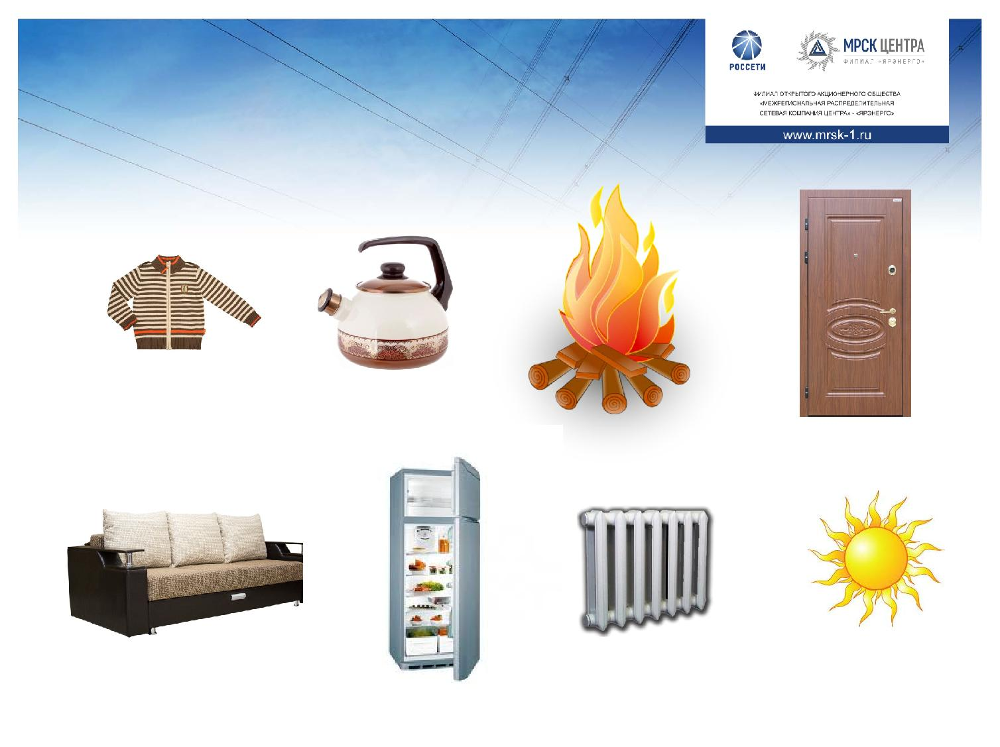 РОССЕТИ
МРСК ЦЕНТРА
ФИЛИАЛ «ЯРЭНЕРГО»
ФИЛИАЛ ОТКРЫТОГО АКЦИОНЕРНОГО ОБЩЕСТВА
«МЕЖРЕГИОНАЛЬНАЯ РАСПРЕДЕЛИТЕЛЬНАЯ
СЕТЕВАЯ КОМПАНИЯ ЦЕНТРА» - «ЯРЭНЕРГО»
www.mrsk-1.ru